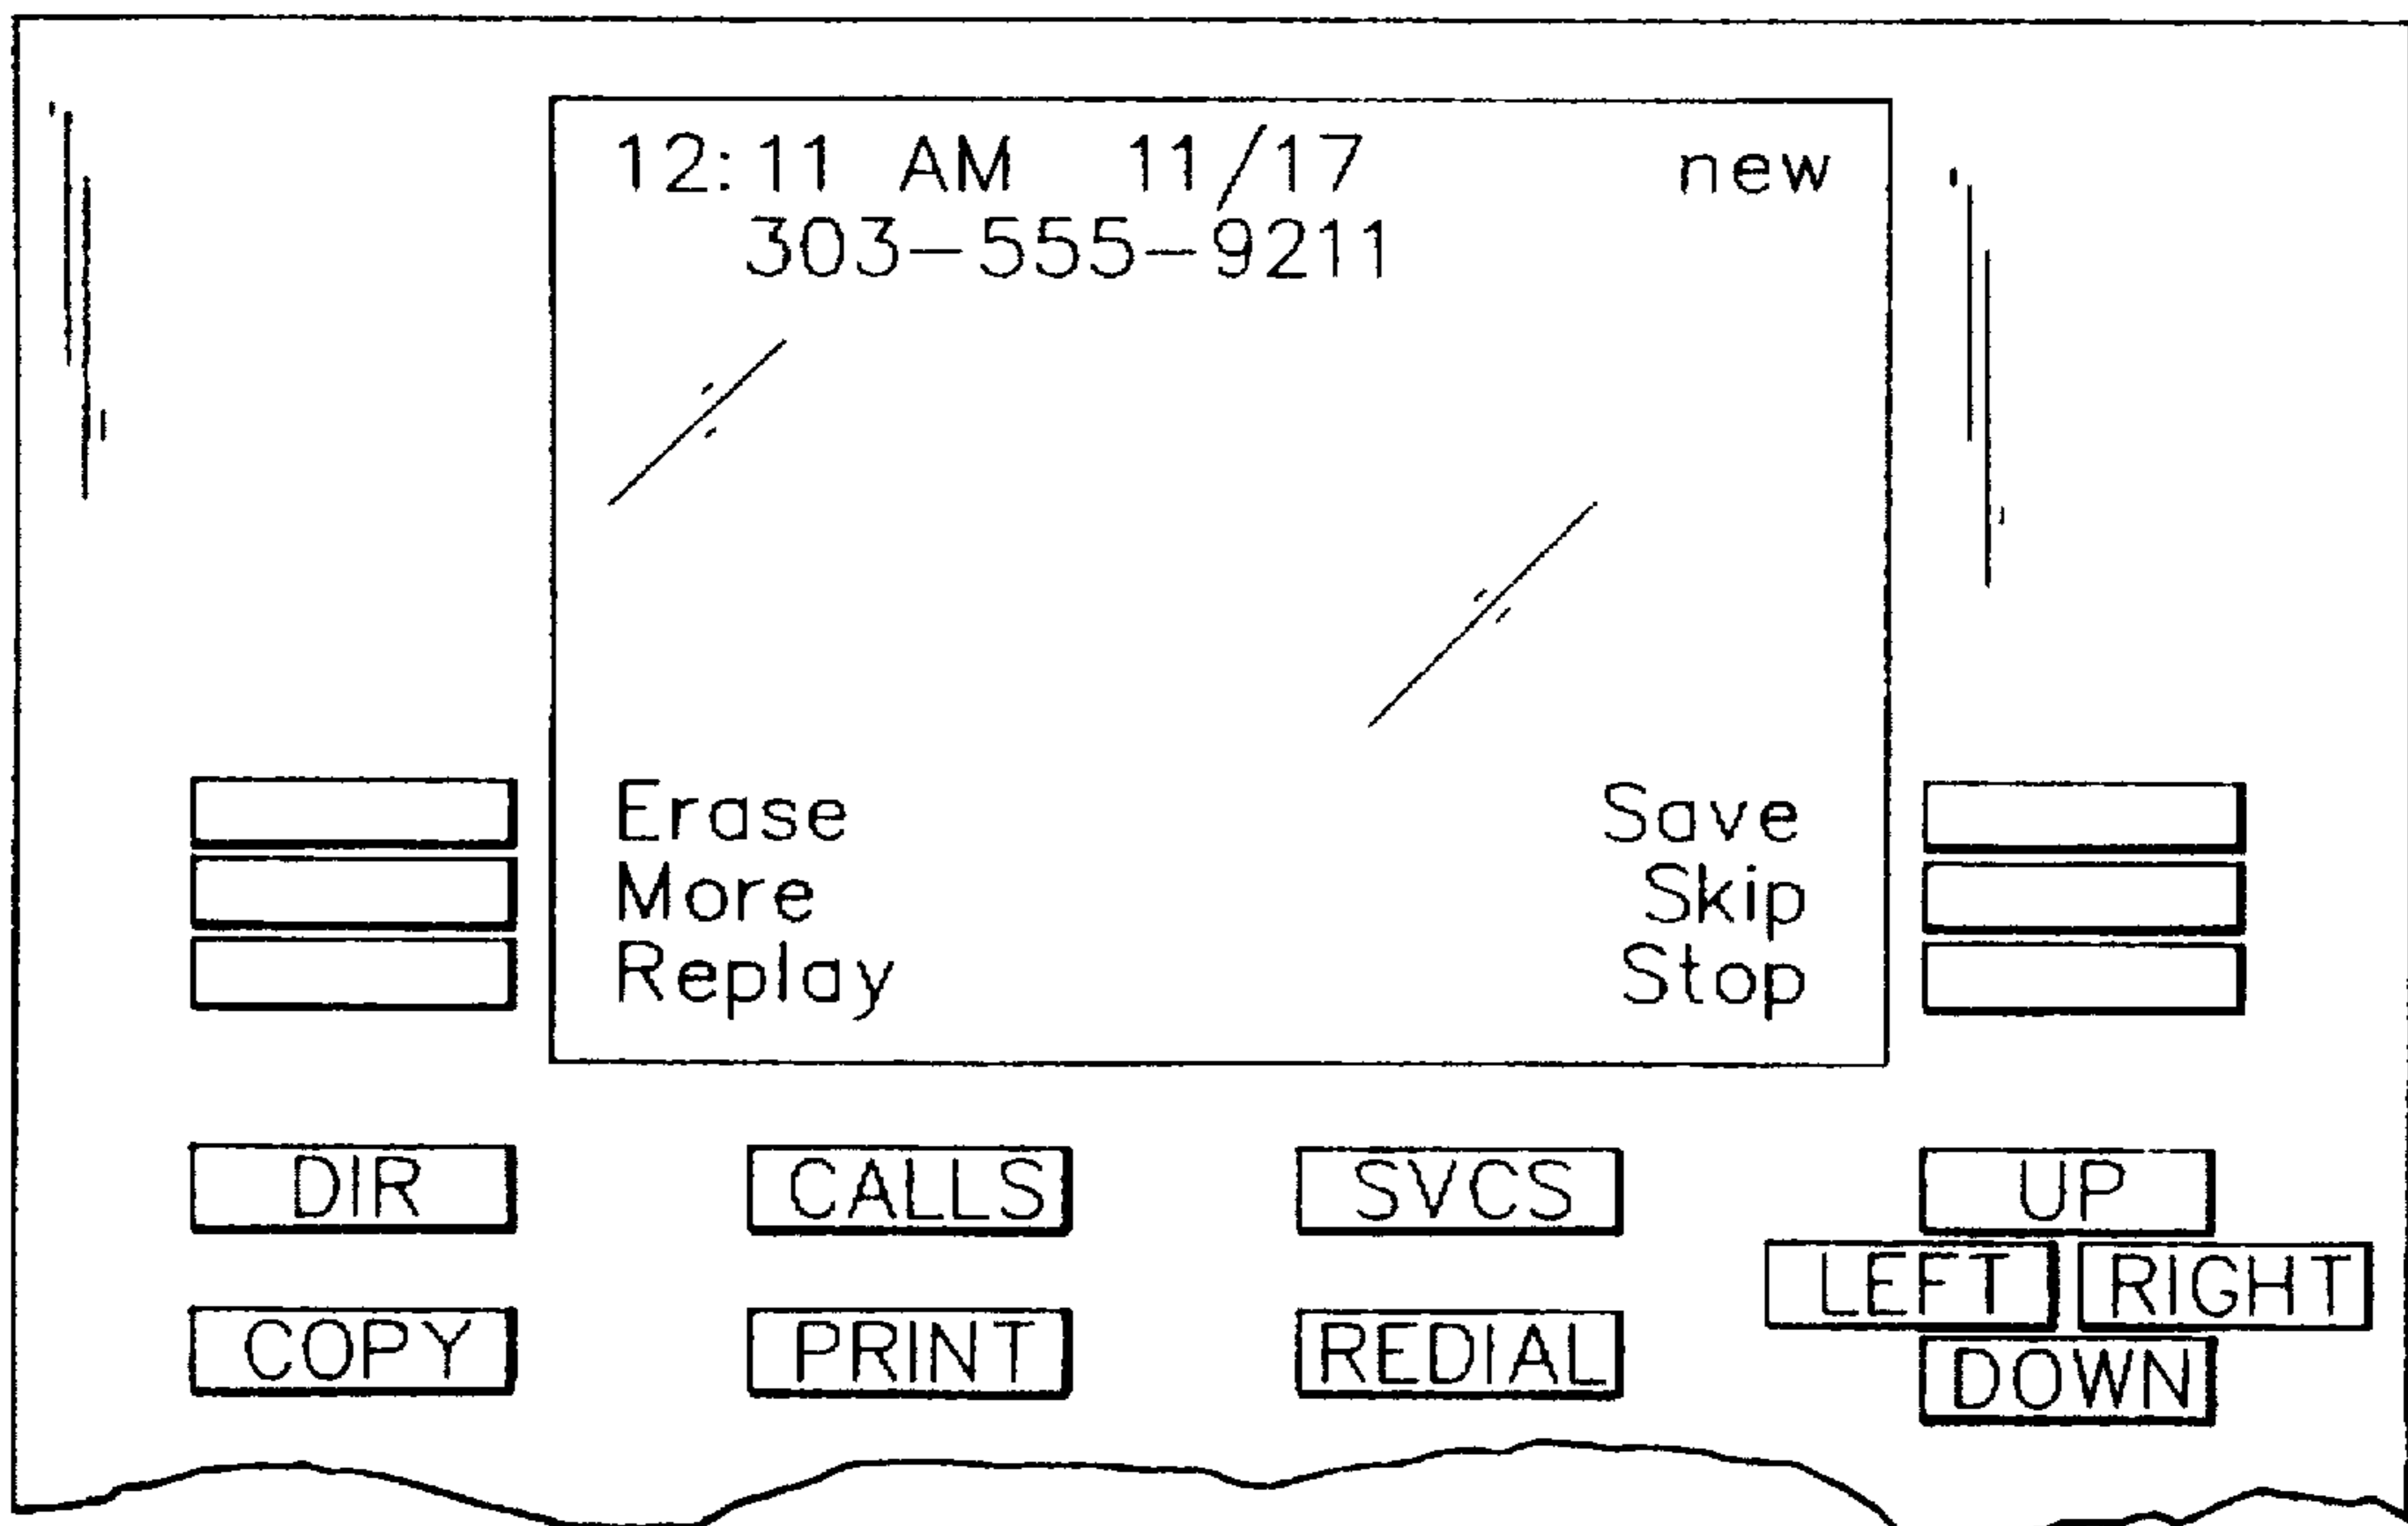 12:11 AM 11/17 new
303-555-9211
Erase Save
More Skip
Replay Stop
DIR CALLS SVCS UP
LEFT RIGHT
COPY PRINT REDIAL DOWN